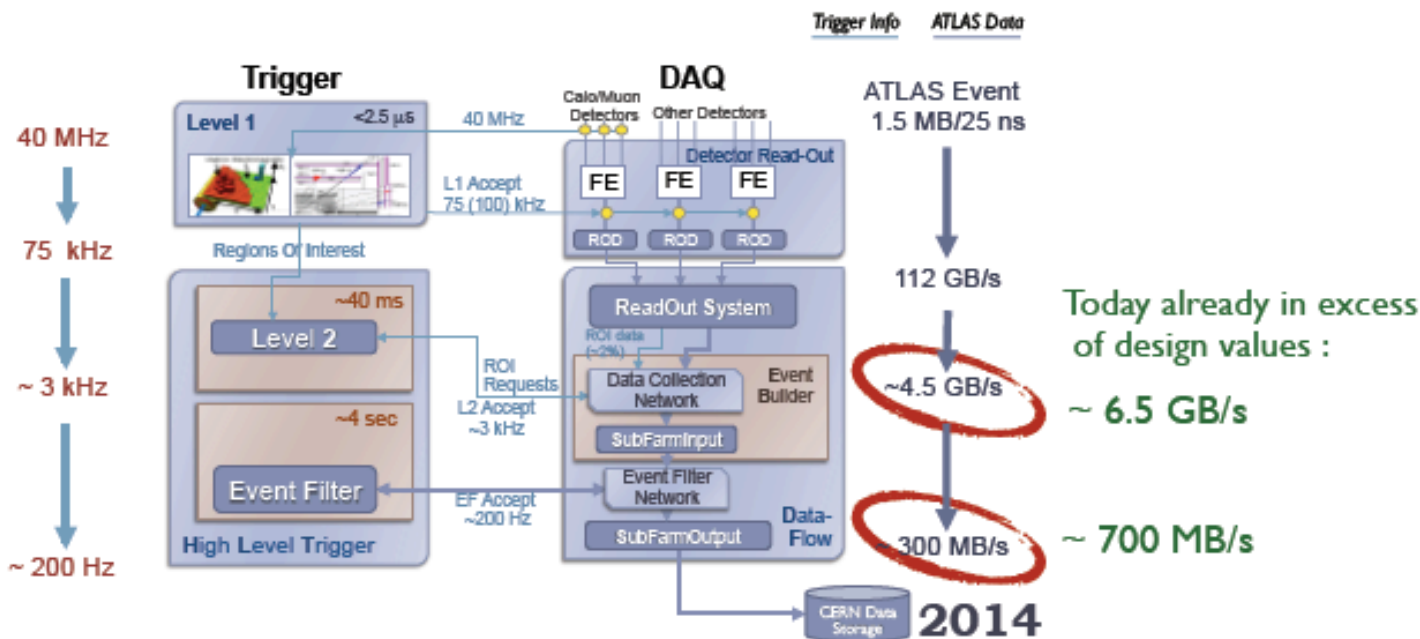 Trigger Info
ATLAS Data
Trigger
DAQ
40 MHz
75 kHz
~ 3 kHz
~ 200 Hz
Level 1
<2.5 μs
Regions Of Interest
~40 ms
Level 2
~4 sec
Event Filter
High Level Trigger
40 MHz
L1 Accept
75 (100) kHz
ROI
Requests
L2 Accept
~3 kHz
EF Accept
~200 Hz
Calo/Muon
Detectors
Other Detectors
Detector Read-Out
FE
FE
FE
ROD
ROD
ROD
ReadOut System
ROI data
(~2%)
Data Collection
Network
Event
Builder
SubFarmInput
Event Filter
Network
SubFarmOutput
Data-
Flow
CERN Data
Storage
ATLAS Event
1.5 MB/25 ns
112 GB/s
~4.5 GB/s
~ 300 MB/s
Today already in excess
of design values :
~ 6.5 GB/s
~ 700 MB/s
2014